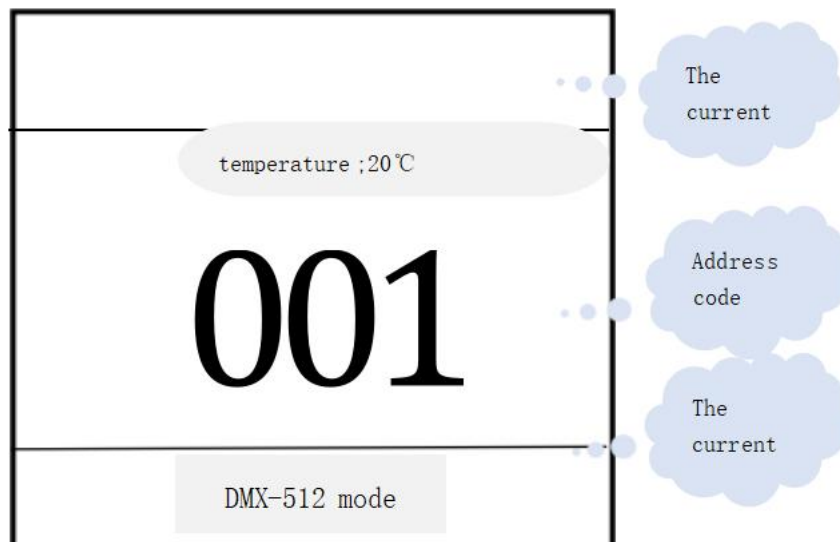 The
current
temperature ;20℃
001
Address
code
The
current
DMX-512 mode